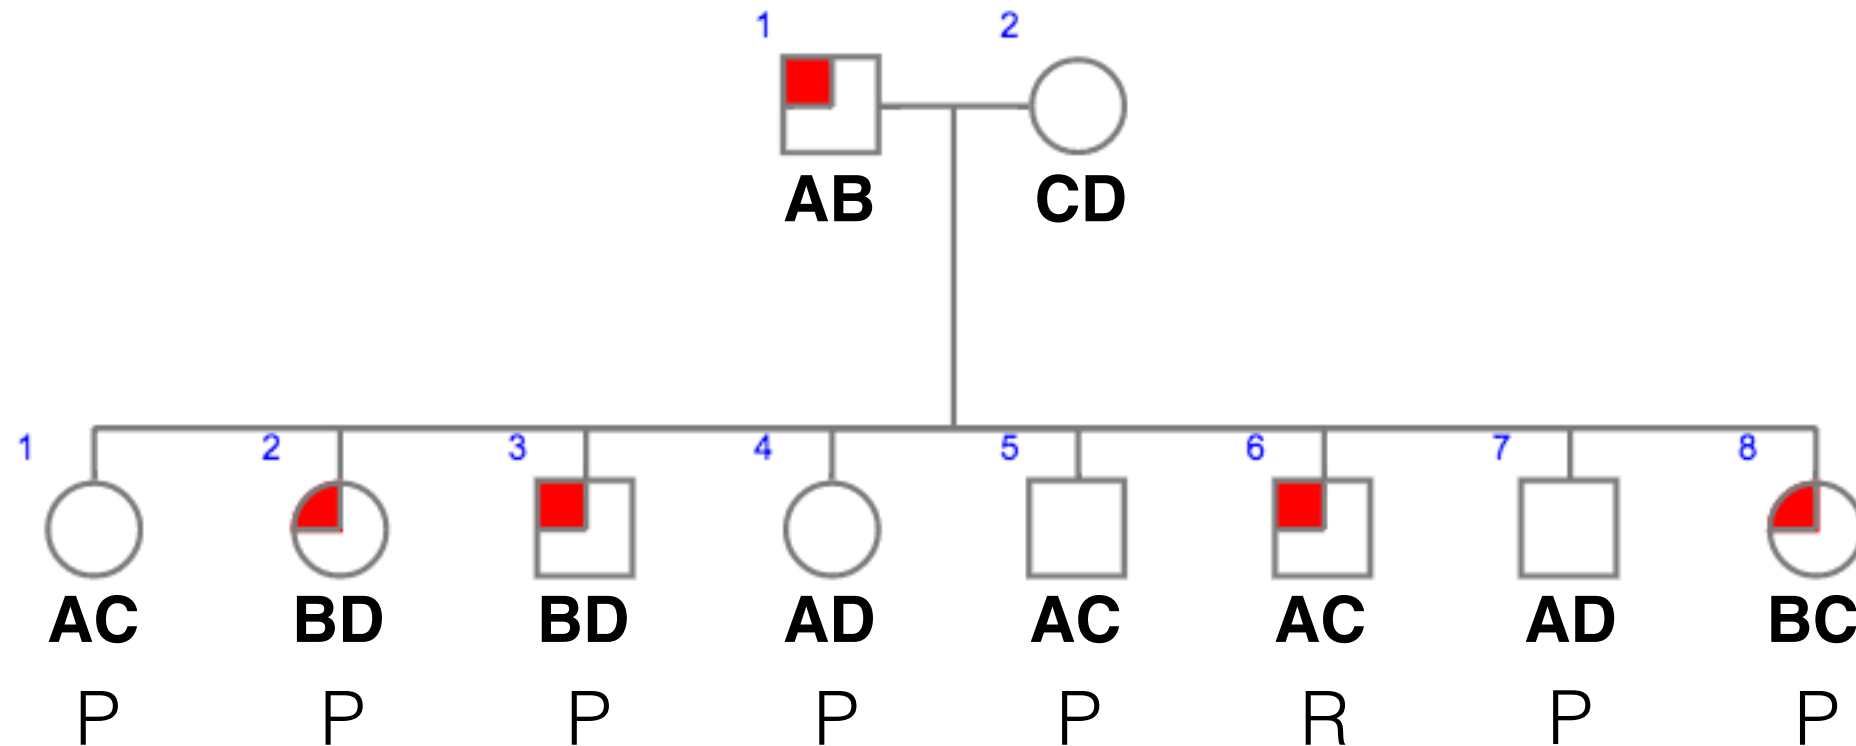 1 2
AB CD
1 2 3 4 5 6 7 8
AC BD BD AD AC AC AD BC
P P P P P R P P